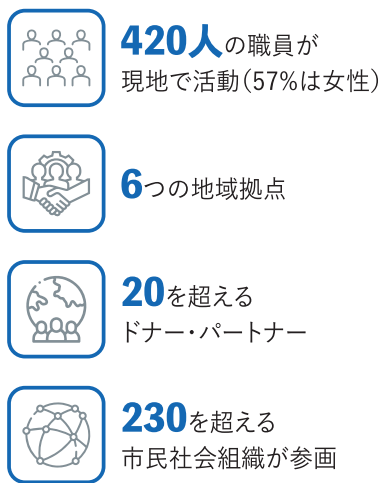 420人の職員が
現地で活動（57%は女性）
6つの地域拠点
20を超える
ドナー・パートナー
230を超える
市民社会組織が参画